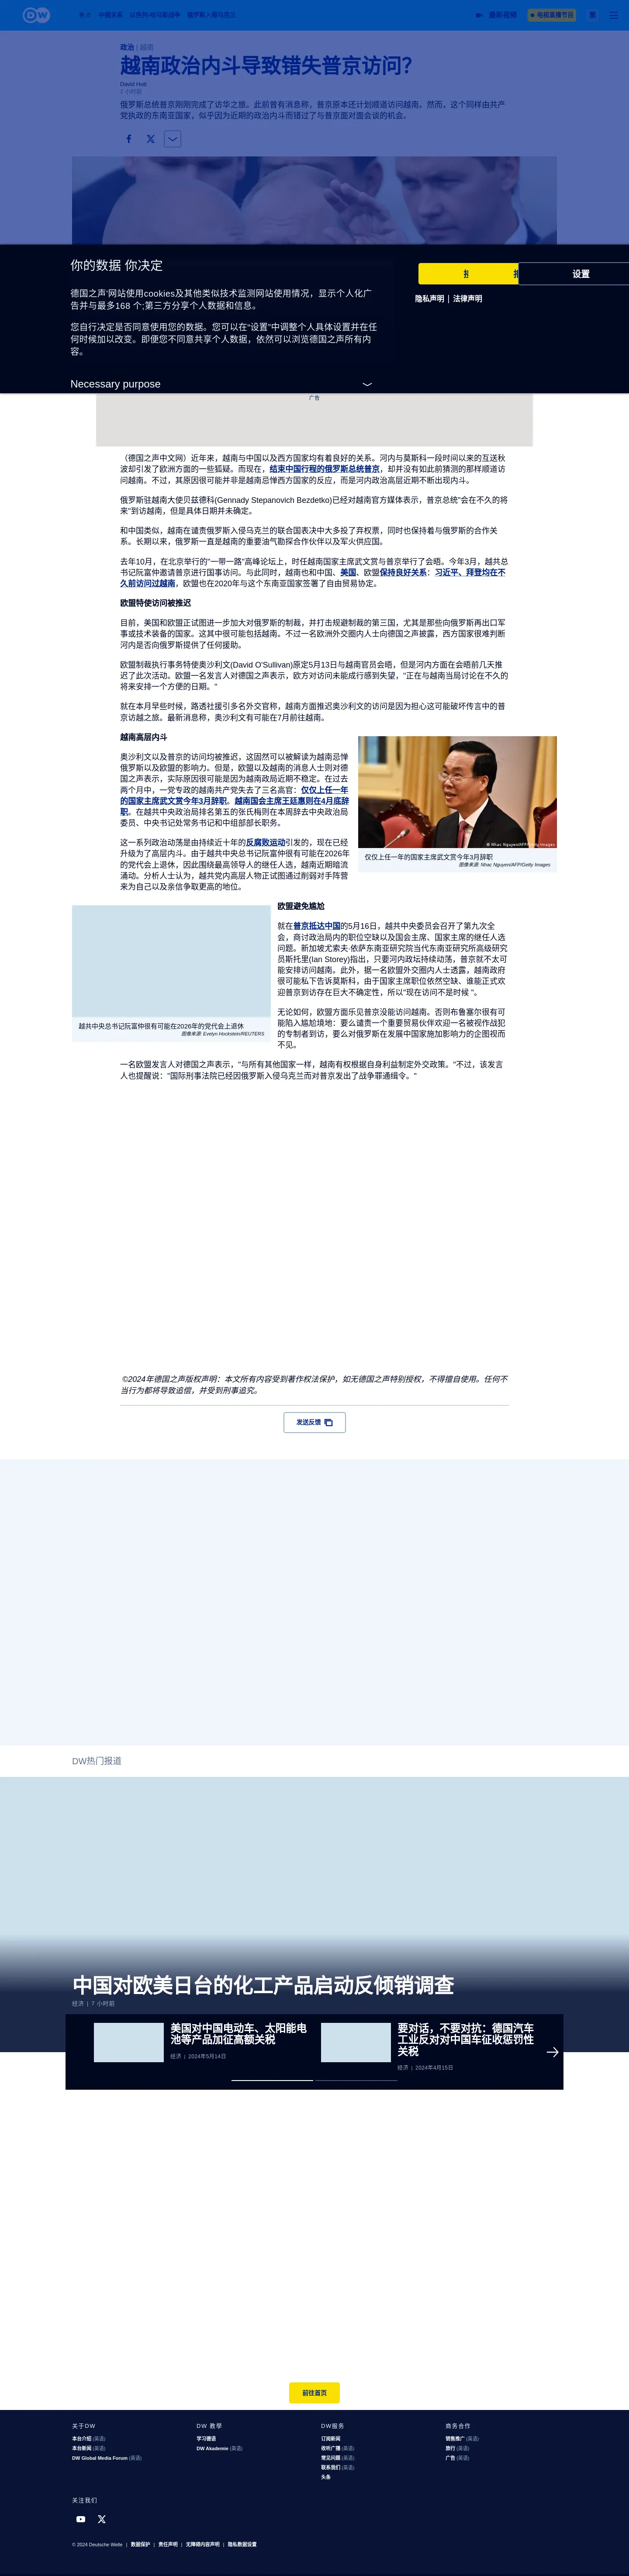 DW
中德关系 以色列-哈马斯战争 俄罗斯入侵乌克兰
最新视频
电视直播节目
繁
政治 | 越南
越南政治内斗导致错失普京访问？
David Hutt
2 小时前
俄罗斯总统普京刚刚完成了访华之旅。此前曾有消息称，普京原本还计划顺道访问越南。然而，这个同样由共产
党执政的东南亚国家，似乎因为近期的政治内斗而错过了与普京面对面会谈的机会。
你的数据 你决定
德国之声'网站使用cookies及其他类似技术监测网站使用情况，显示个人化广
告并与最多168 个;第三方分享个人数据和信息。
您自行决定是否同意使用您的数据。您可以在"设置"中调整个人具体设置并在任
何时候加以改变。即便您不同意共享个人数据，依然可以浏览德国之声所有内
容。
Necessary purpose
设置
隐私声明 | 法律声明
广告
（德国之声中文网）近年来，越南与中国以及西方国家均有着良好的关系。河内与莫斯科一段时间以来的互送秋
波却引发了欧洲方面的一些狐疑。而现在，结束中国行程的俄罗斯总统普京，却并没有如此前猜测的那样顺道访
问越南。不过，其原因很可能并非是越南忌惮西方国家的反应，而是河内政治高层近期不断出现内斗。
俄罗斯驻越南大使贝兹德科(Gennady Stepanovich Bezdetko)已经对越南官方媒体表示，普京总统"会在不久的将
来"到访越南，但是具体日期并未确定。
和中国类似，越南在谴责俄罗斯入侵乌克兰的联合国表决中大多投了弃权票，同时也保持着与俄罗斯的合作关
系。长期以来，俄罗斯一直是越南的重要油气勘探合作伙伴以及军火供应国。
去年10月，在北京举行的"一带一路"高峰论坛上，时任越南国家主席武文赏与普京举行了会晤。今年3月，越共总
书记阮富仲邀请普京进行国事访问。与此同时，越南也和中国、美国、欧盟保持良好关系：习近平、拜登均在不
久前访问过越南，欧盟也在2020年与这个东南亚国家签署了自由贸易协定。
欧盟特使访问被推迟
目前，美国和欧盟正试图进一步加大对俄罗斯的制裁，并打击规避制裁的第三国，尤其是那些向俄罗斯再出口军
事或技术装备的国家。这其中很可能包括越南。不过一名欧洲外交圈内人士向德国之声披露，西方国家很难判断
河内是否向俄罗斯提供了任何援助。
欧盟制裁执行事务特使奥沙利文(David O'Sullivan)原定5月13日与越南官员会晤，但是河内方面在会晤前几天推
迟了此次活动。欧盟一名发言人对德国之声表示，欧方对访问未能成行感到失望，"正在与越南当局讨论在不久的
将来安排一个方便的日期。"
就在本月早些时候，路透社援引多名外交官称，越南方面推迟奥沙利文的访问是因为担心这可能破坏传言中的普
京访越之旅。最新消息称，奥沙利文有可能在7月前往越南。
越南高层内斗
奥沙利文以及普京的访问均被推迟，这固然可以被解读为越南忌惮
俄罗斯以及欧盟的影响力。但是，欧盟以及越南的消息人士则对德
国之声表示，实际原因很可能是因为越南政局近期不稳定。在过去
两个月中，一党专政的越南共产党失去了三名高官：仅仅上任一年
的国家主席武文赏今年3月辞职。越南国会主席王廷惠则在4月底辞
职。在越共中央政治局排名第五的张氏梅则在本周辞去中央政治局
委员、中央书记处常务书记和中组部部长职务。
© Nhac Nguyen/AFP/Getty Images
仅仅上任一年的国家主席武文赏今年3月辞职
图像来源: Nhac Nguyen/AFP/Getty Images
这一系列政治动荡是由持续近十年的反腐败运动引发的，现在已经
升级为了高层内斗。由于越共中央总书记阮富仲很有可能在2026年
的党代会上退休，因此围绕最高领导人的继任人选，越南近期暗流
涌动。分析人士认为，越共党内高层人物正试图通过削弱对手阵营
来为自己以及亲信争取更高的地位。
越共中央总书记阮富仲很有可能在2026年的党代会上退休
图像来源: Evelyn Hockstein/REUTERS
欧盟避免尴尬
就在普京抵达中国的5月16日，越共中央委员会召开了第九次全
会，商讨政治局内的职位空缺以及国会主席、国家主席的继任人选
问题。新加坡尤索夫·依萨东南亚研究院当代东南亚研究所高级研究
员斯托里(Ian Storey)指出，只要河内政坛持续动荡，普京就不太可
能安排访问越南。此外，据一名欧盟外交圈内人士透露，越南政府
很可能私下告诉莫斯科，由于国家主席职位依然空缺、谁能正式欢
迎普京到访存在巨大不确定性，所以"现在访问不是时候 "。
无论如何，欧盟方面乐见普京没能访问越南。否则布鲁塞尔很有可
能陷入尴尬境地：要么谴责一个重要贸易伙伴欢迎一名被视作战犯
的专制者到访，要么对俄罗斯在发展中国家施加影响力的企图视而
不见。
一名欧盟发言人对德国之声表示，"与所有其他国家一样，越南有权根据自身利益制定外交政策。"不过，该发言
人也提醒说："国际刑事法院已经因俄罗斯入侵乌克兰而对普京发出了战争罪通缉令。"
©2024年德国之声版权声明：本文所有内容受到著作权法保护，如无德国之声特别授权，不得擅自使用。任何不
当行为都将导致追偿，并受到刑事追究。
发送反馈
DW热门报道
中国对欧美日台的化工产品启动反倾销调查
经济 | 7 小时前
美国对中国电动车、太阳能电
池等产品加征高额关税
经济 | 2024年5月14日
要对话，不要对抗：德国汽车
工业反对对中国车征收惩罚性
关税
经济 | 2024年4月15日
前往首页
关于DW
本台介绍 (英语)
本台新闻 (英语)
DW Global Media Forum (英语)
DW 教學
学习德语
DW Akademie (英语)
DW服务
订阅新闻
收听广播 (英语)
常见问题 (英语)
联系我们 (英语)
头条
商务合作
销售推广 (英语)
旅行 (英语)
广告 (英语)
关注我们
© 2024 Deutsche Welle | 数据保护 | 责任声明 | 无障碍内容声明 | 隐私数据设置